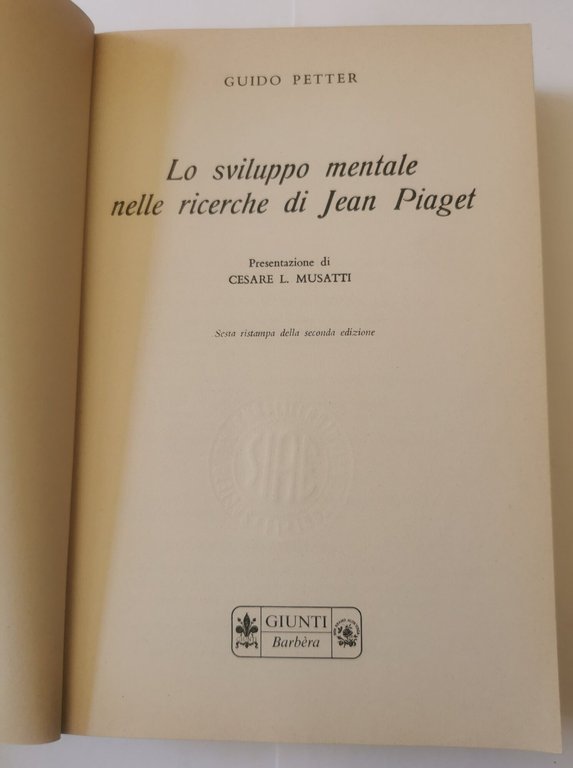 GUIDO PETTER
Lo sviluppo mentale
nelle ricerche di Jean Piaget
Presentazione di
CESARE L. MUSATTI
Sesta ristampa della seconda edizione
GIUNTI
Barbèra